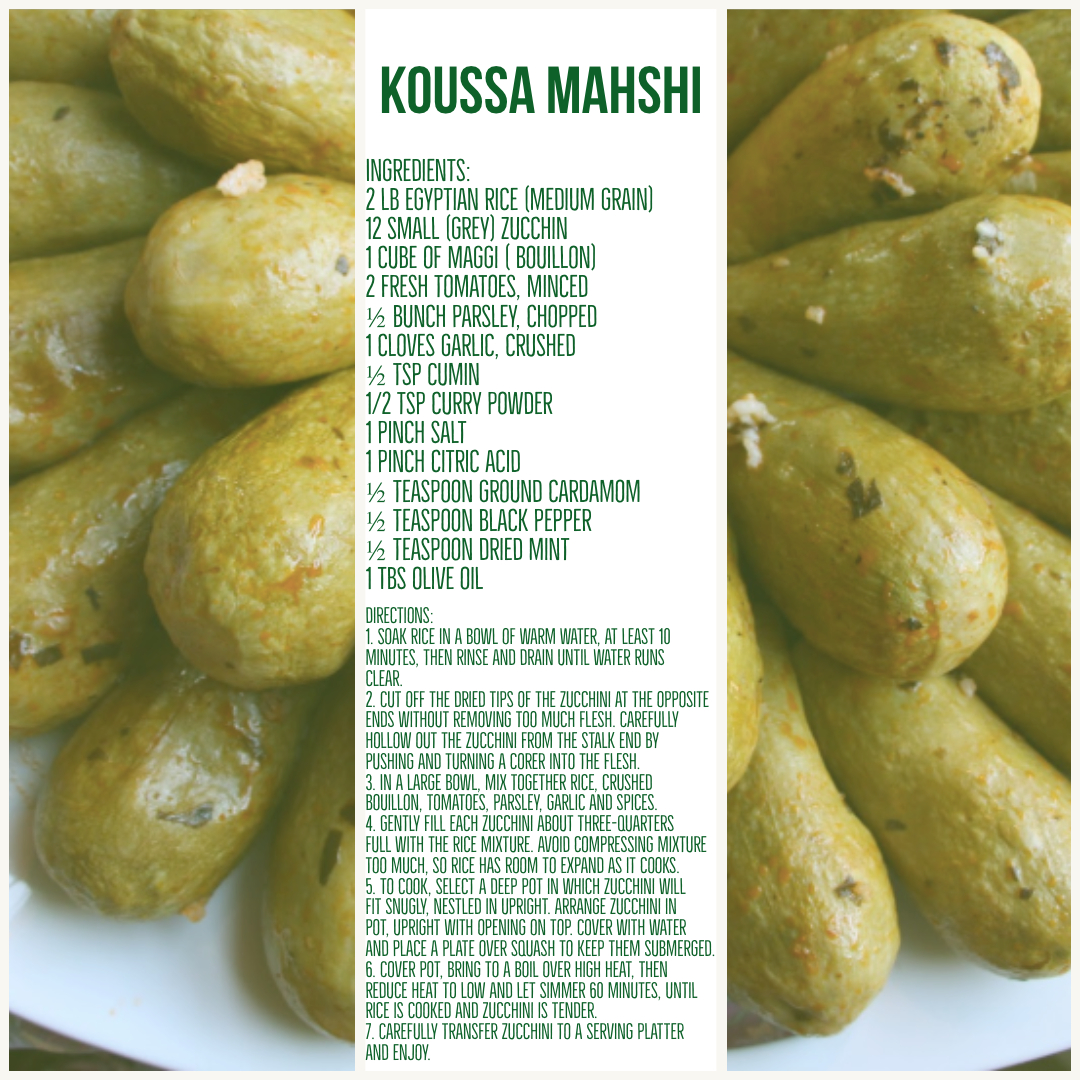 KOUSSA MAHSHI
INGREDIENTS:
2 LB EGYPTIAN RICE (MEDIUM GRAIN)
12 SMALL (GREY) ZUCCHIN
1 CUBE OF MAGGI ( BOUILLON)
2 FRESH TOMATOES, MINCED
½ BUNCH PARSLEY, CHOPPED
1 CLOVES GARLIC, CRUSHED
½ TSP CUMIN
1/2 TSP CURRY POWDER
1 PINCH SALT
1 PINCH CITRIC ACID
½ TEASPOON GROUND CARDAMOM
½ TEASPOON BLACK PEPPER
½ TEASPOON DRIED MINT
1 TBS OLIVE OIL
DIRECTIONS:
1. SOAK RICE IN A BOWL OF WARM WATER, AT LEAST 10
MINUTES, THEN RINSE AND DRAIN UNTIL WATER RUNS
CLEAR.
2. CUT OFF THE DRIED TIPS OF THE ZUCCHINI AT THE OPPOSITE
ENDS WITHOUT REMOVING TOO MUCH FLESH. CAREFULLY
HOLLOW OUT THE ZUCCHINI FROM THE STALK END BY
PUSHING AND TURNING A CORER INTO THE FLESH.
3. IN A LARGE BOWL, MIX TOGETHER RICE, CRUSHED
BOUILLON, TOMATOES, PARSLEY, GARLIC AND SPICES.
4. GENTLY FILL EACH ZUCCHINI ABOUT THREE-QUARTERS
FULL WITH THE RICE MIXTURE. AVOID COMPRESSING MIXTURE
TOO MUCH, SO RICE HAS ROOM TO EXPAND AS IT COOKS.
5. TO COOK, SELECT A DEEP POT IN WHICH ZUCCHINI WILL
FIT SNUGLY, NESTLED IN UPRIGHT. ARRANGE ZUCCHINI IN
POT, UPRIGHT WITH OPENING ON TOP. COVER WITH WATER
AND PLACE A PLATE OVER SQUASH TO KEEP THEM SUBMERGED.
6. COVER POT, BRING TO A BOIL OVER HIGH HEAT, THEN
REDUCE HEAT TO LOW AND LET SIMMER 60 MINUTES, UNTIL
RICE IS COOKED AND ZUCCHINI IS TENDER.
7. CAREFULLY TRANSFER ZUCCHINI TO A SERVING PLATTER
AND ENJOY.